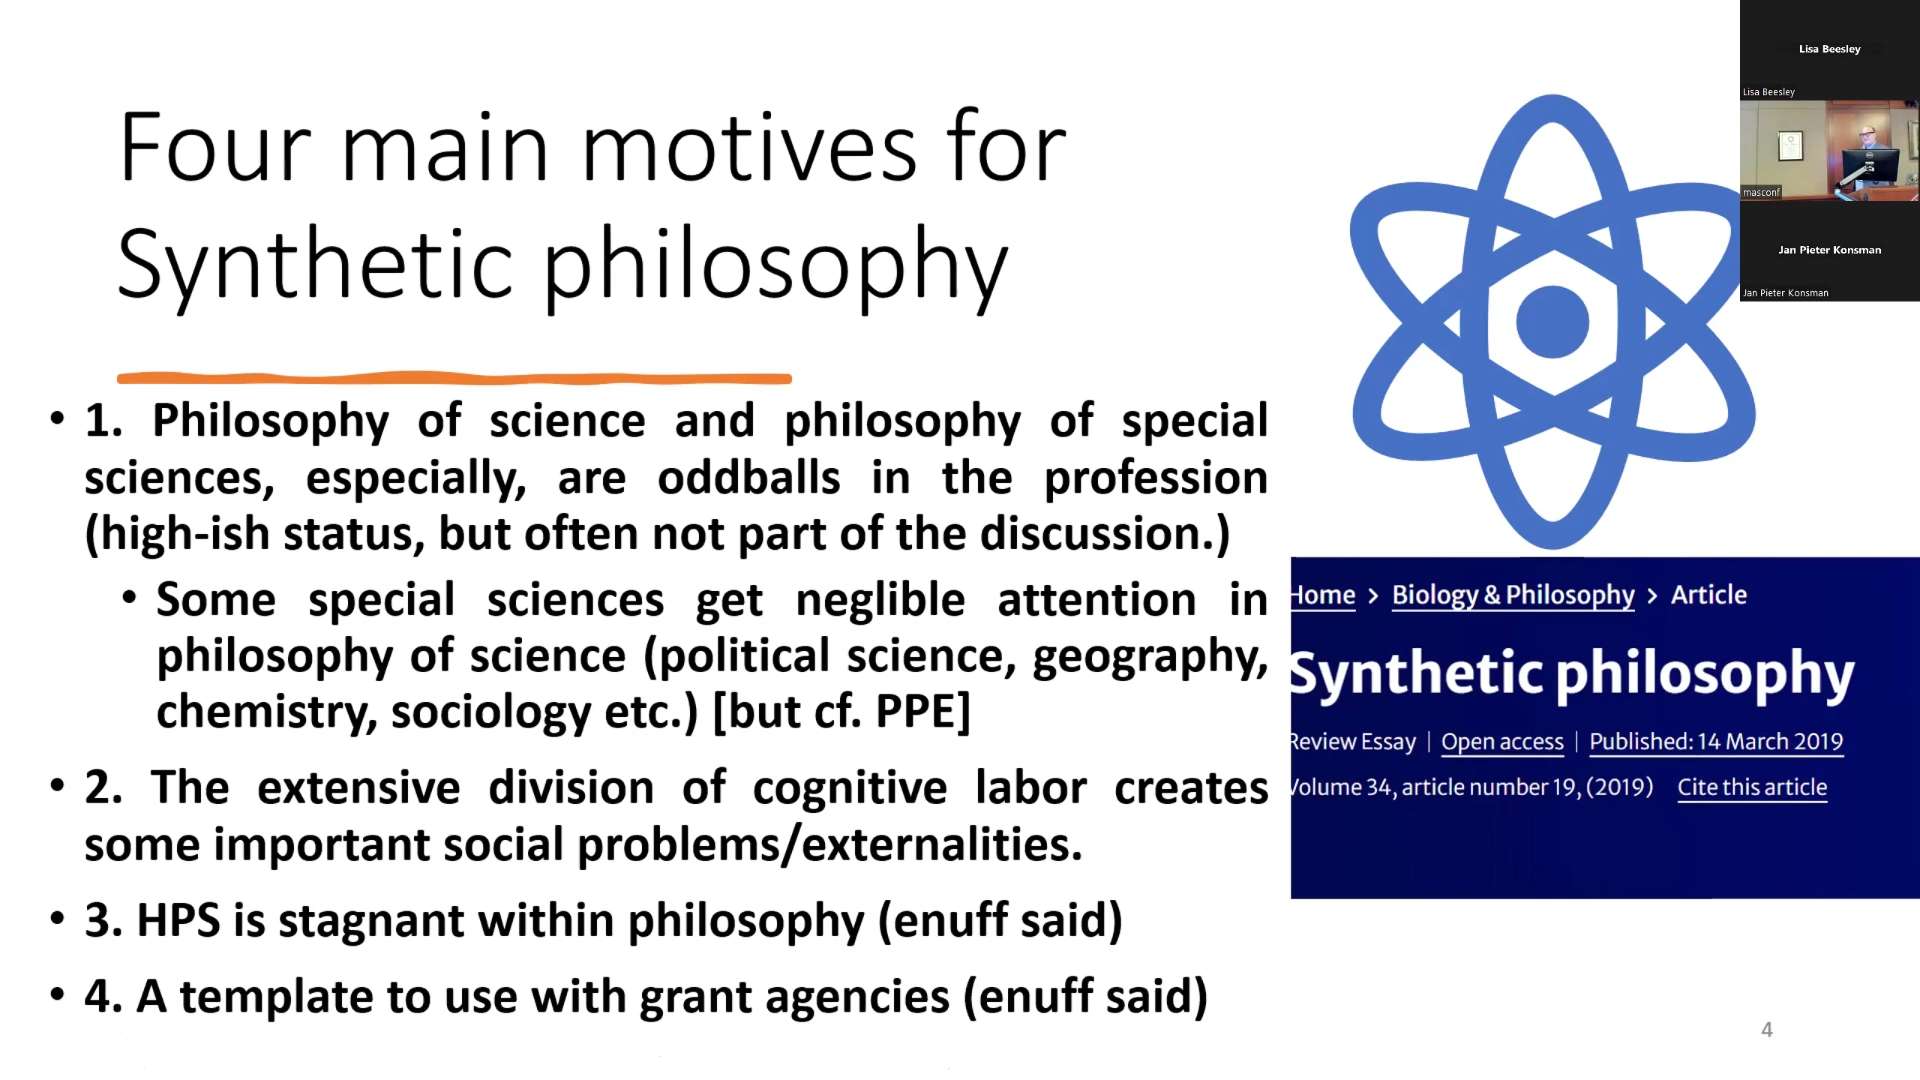 Four main motives for
Synthetic philosophy
• 1. Philosophy of science and philosophy of special
sciences, especially, are oddballs in the profession
(high-ish status, but often not part of the discussion.)
• Some special sciences get neglible attention in
philosophy of science (political science, geography,
chemistry, sociology etc.) [but cf. PPE]
• 2. The extensive division of cognitive labor creates
some important social problems/externalities.
• 3. HPS is stagnant within philosophy (enuff said)
• 4. A template to use with grant agencies (enuff said)
Home > Biology & Philosophy > Article
Synthetic philosophy
Review Essay | Open access | Published: 14 March 2019
Volume 34, article number 19, (2019) Cite this article
4
Lisa Beesley
Lisa Beesley
masconf
Jan Pieter Konsman
Jan Pieter Konsman